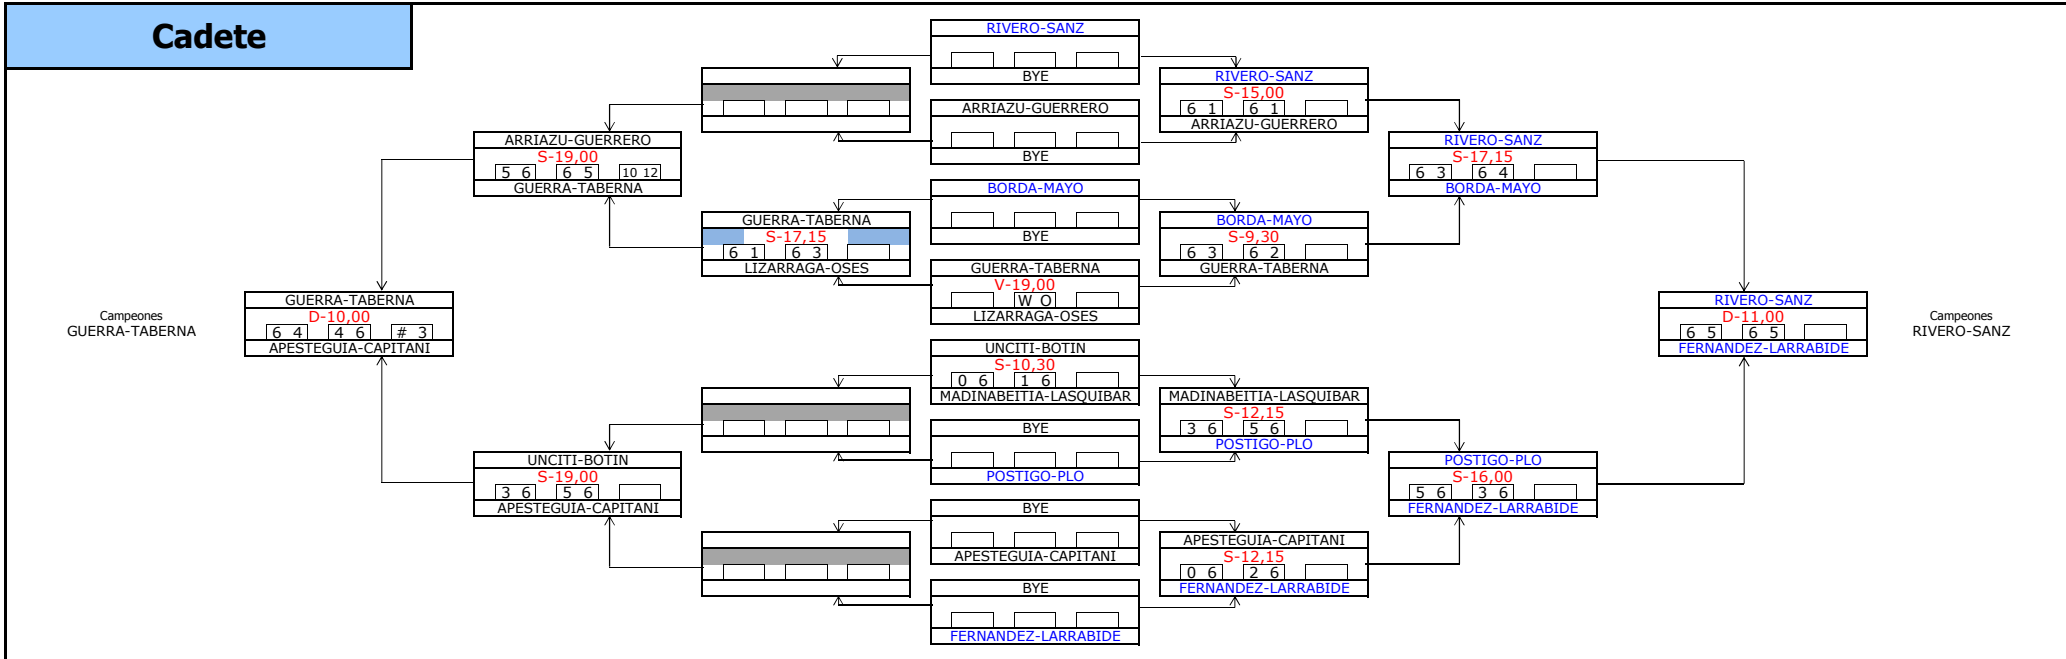 Cadete
RIVERO-SANZ
BYE
ARRIAZU-GUERRERO
BYE
BORDA-MAYO
BYE
GUERRA-TABERNA
V-19,00
W O
LIZARRAGA-OSES
UNCITI-BOTIN
S-10,30
0 6 1 6
MADINABEITIA-LASQUIBAR
BYE
POSTIGO-PLO
BYE
APESTEGUIA-CAPITANI
BYE
FERNANDEZ-LARRABIDE
GUERRA-TABERNA
S-17,15
6 1 6 3
LIZARRAGA-OSES
ARRIAZU-GUERRERO
S-19,00
5 6 6 5 10 12
GUERRA-TABERNA
UNCITI-BOTIN
S-19,00
3 6 5 6
APESTEGUIA-CAPITANI
GUERRA-TABERNA
D-10,00
6 4 4 6 # 3
APESTEGUIA-CAPITANI
Campeones
GUERRA-TABERNA
RIVERO-SANZ
S-15,00
6 1 6 1
ARRIAZU-GUERRERO
BORDA-MAYO
S-9,30
6 3 6 2
GUERRA-TABERNA
MADINABEITIA-LASQUIBAR
S-12,15
3 6 5 6
POSTIGO-PLO
APESTEGUIA-CAPITANI
S-12,15
0 6 2 6
FERNANDEZ-LARRABIDE
RIVERO-SANZ
S-17,15
6 3 6 4
BORDA-MAYO
POSTIGO-PLO
S-16,00
5 6 3 6
FERNANDEZ-LARRABIDE
RIVERO-SANZ
D-11,00
6 5 6 5
FERNANDEZ-LARRABIDE
Campeones
RIVERO-SANZ